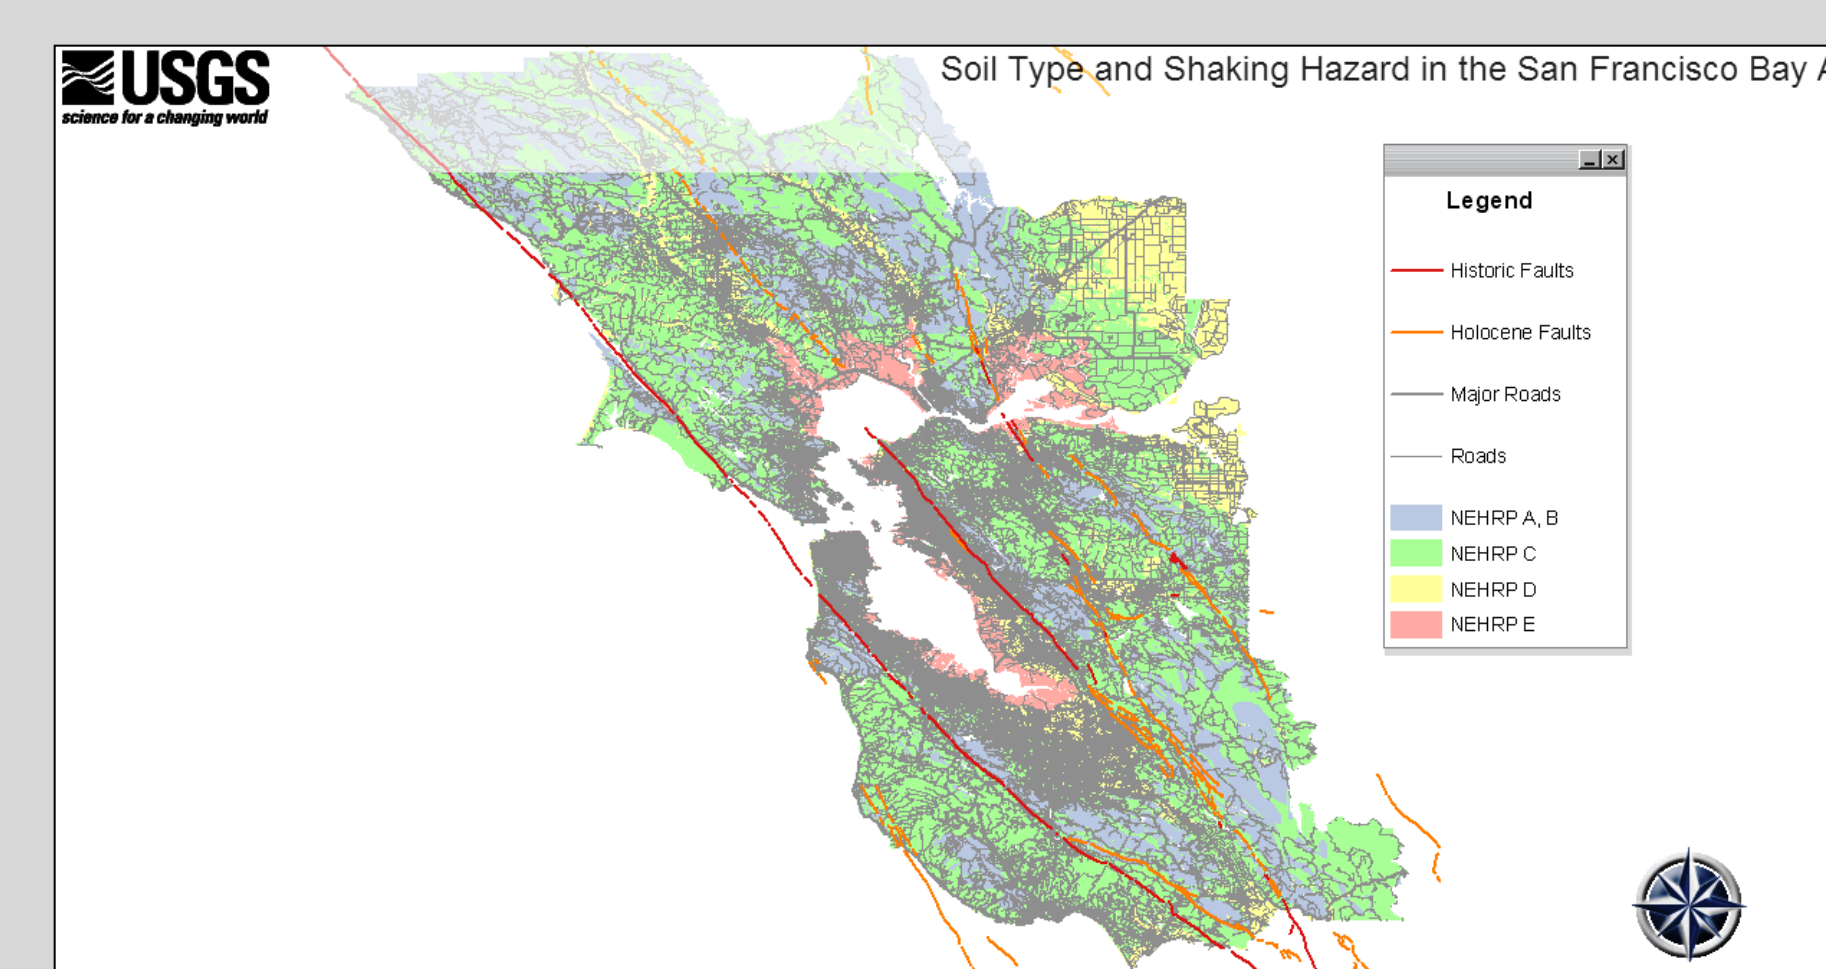 USGS
science for a changing world
Soil Type and Shaking Hazard in the San Francisco Bay A
Legend
Historic Faults
Holocene Faults
Major Roads
Roads
NEHRP A, B
NEHRP C
NEHRP D
NEHRP E